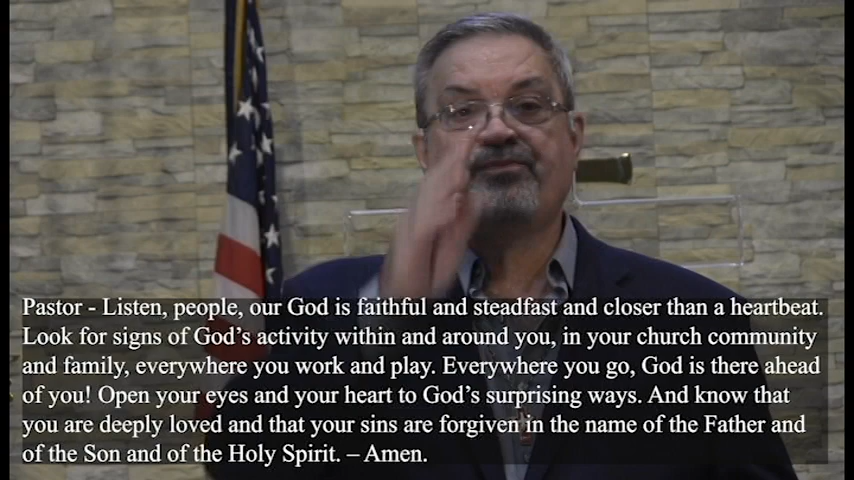 Pastor - Listen, people, our God is faithful and steadfast and closer than a heartbeat.
Look for signs of God’s activity within and around you, in your church community
and family, everywhere you work and play. Everywhere you go, God is there ahead
of you! Open your eyes and your heart to God’s surprising ways. And know that
you are deeply loved and that your sins are forgiven in the name of the Father and
of the Son and of the Holy Spirit. – Amen.